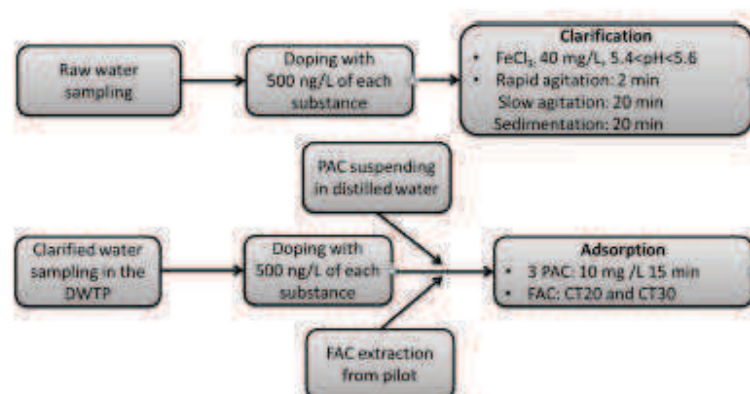 Raw water
sampling
Doping with
500 ng/L of each
substance
Clarification
• FeCl₃, 40 mg/L, 5.4<pH<5.6
• Rapid agitation: 2 min
Slow agitation: 20 min
Sedimentation: 20 min
PAC suspending
in distilled water
Clarified water
sampling in the
DWTP
Doping with
500 ng/L of each
substance
Adsorption
• 3 PAC: 10 mg /L 15 min
• FAC: CT20 and CT30
FAC extraction
from pilot